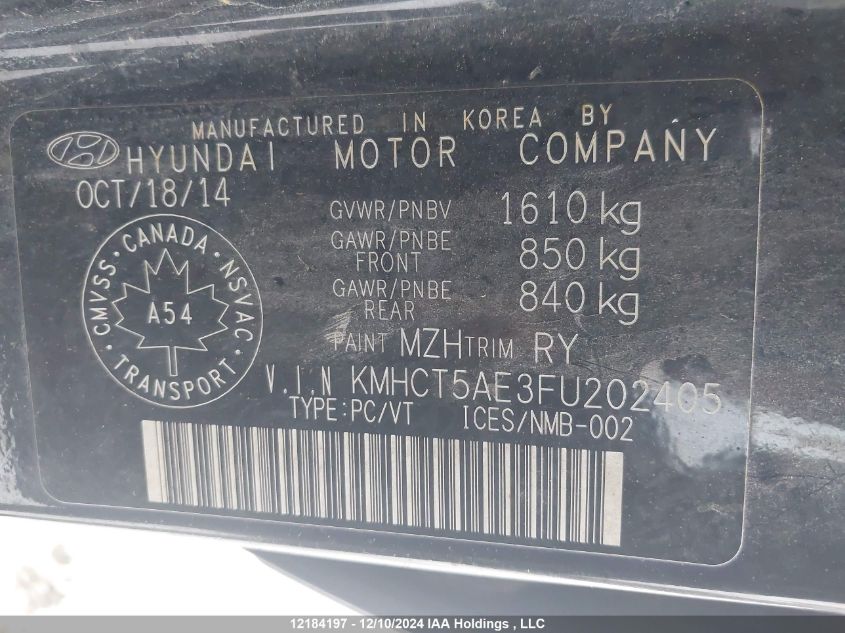 MANUFACTURED IN KOREA BY
HYUNDAI MOTOR COMPANY
OCT/18/14
GVWR/PNBV 1610 kg
GAWR/PNBE FRONT 850 kg
GAWR/PNBE REAR 840 kg
CMVSS · CANADA · NSVAC · TRANSPORT ·
A54
PAINT MZH TRIM RY
V.I.N KMHCT5AE3FU202405
TYPE:PC/VT ICES/NMB-002
12184197 - 12/10/2024 IAA Holdings , LLC